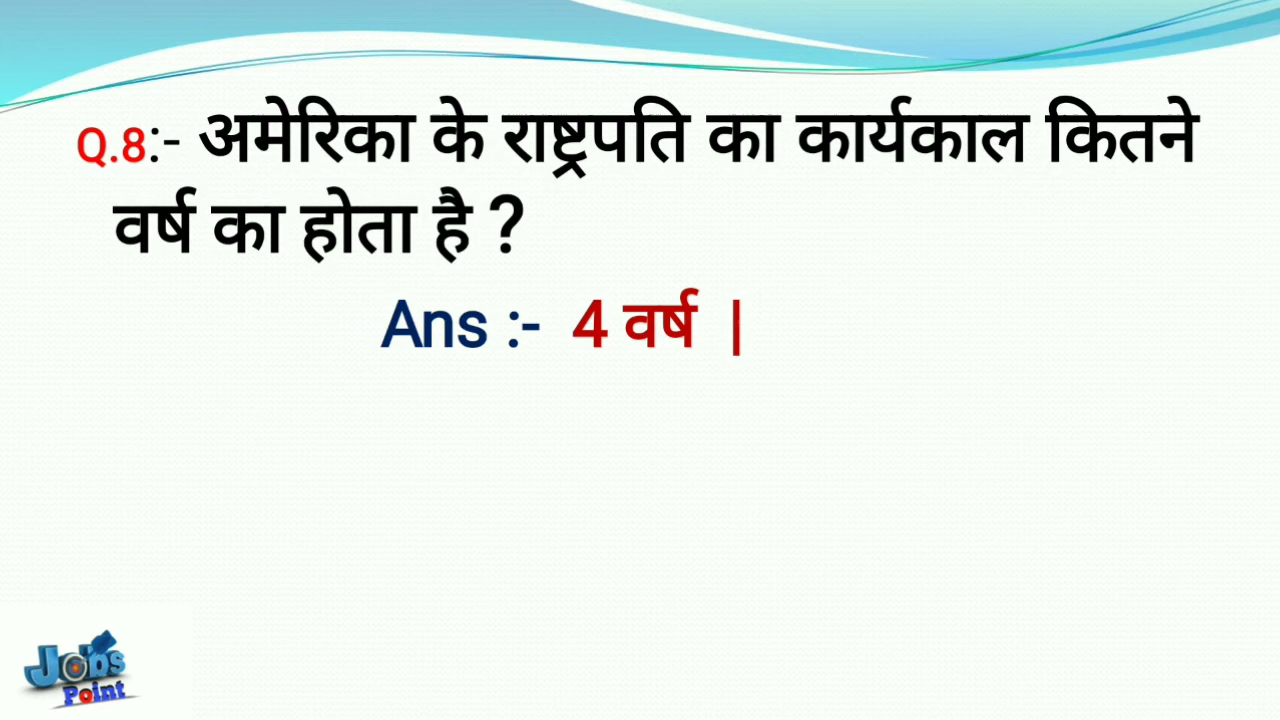 Q.8:- अमेरिका के राष्ट्रपति का कार्यकाल कितने
वर्ष का होता है ?
Ans :- 4 वर्ष |
Jobs
Point